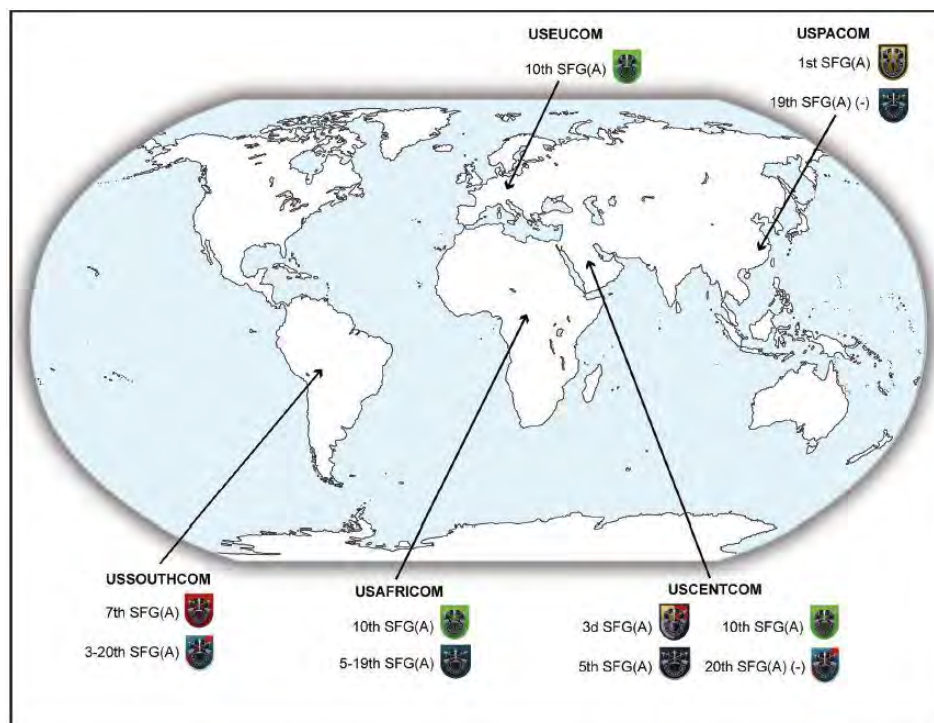 USEUCOM
10th SFG(A)
USPACOM
1st SFG(A)
19th SFG(A) (-)
USSOUTHCOM
7th SFG(A)
3-20th SFG(A)
USAFRICOM
10th SFG(A)
5-19th SFG(A)
USCENTCOM
3d SFG(A)
10th SFG(A)
5th SFG(A)
20th SFG(A) (-)